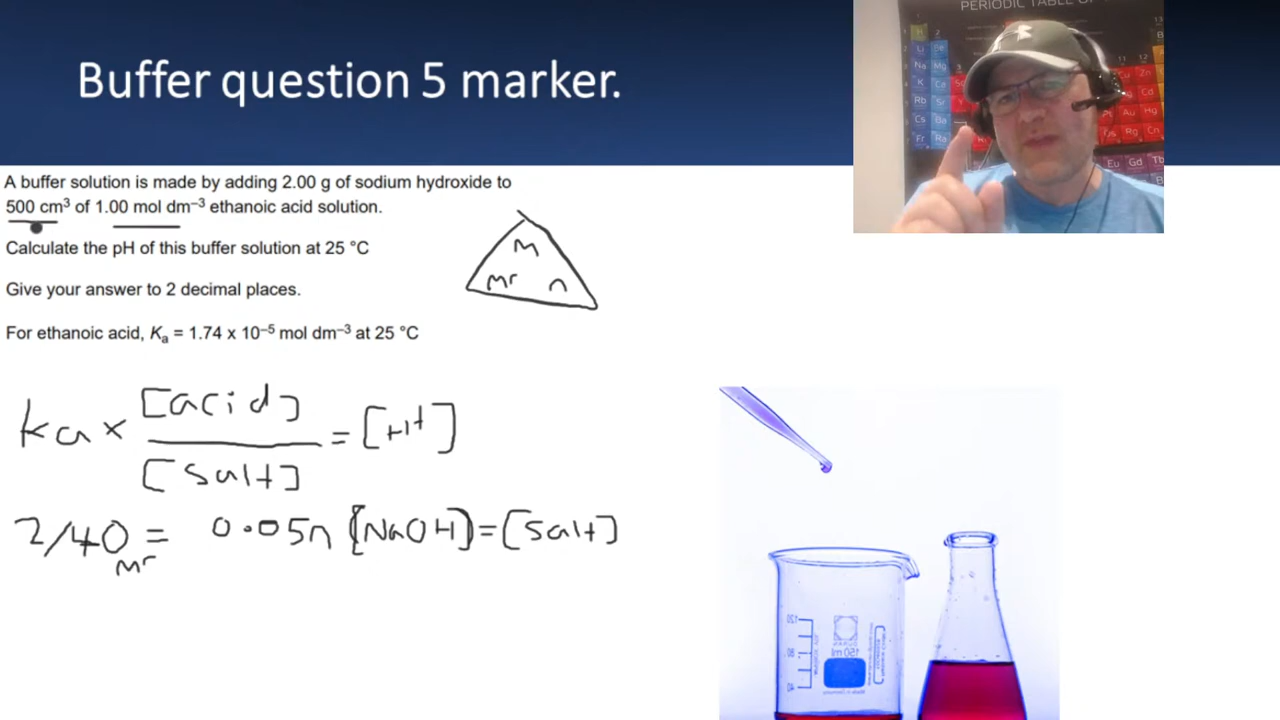 Buffer question 5 marker.
PERIODIC TABLE OF
A buffer solution is made by adding 2.00 g of sodium hydroxide to
500 cm³ of 1.00 mol dm⁻³ ethanoic acid solution.
Calculate the pH of this buffer solution at 25 °C
Give your answer to 2 decimal places.
For ethanoic acid, Kₐ = 1.74 x 10⁻⁵ mol dm⁻³ at 25 °C
M
mr n
ka × [acid] / [salt] = [H+]
2/40 = 0.05n [NaOH] = [salt]
mr
150 ml